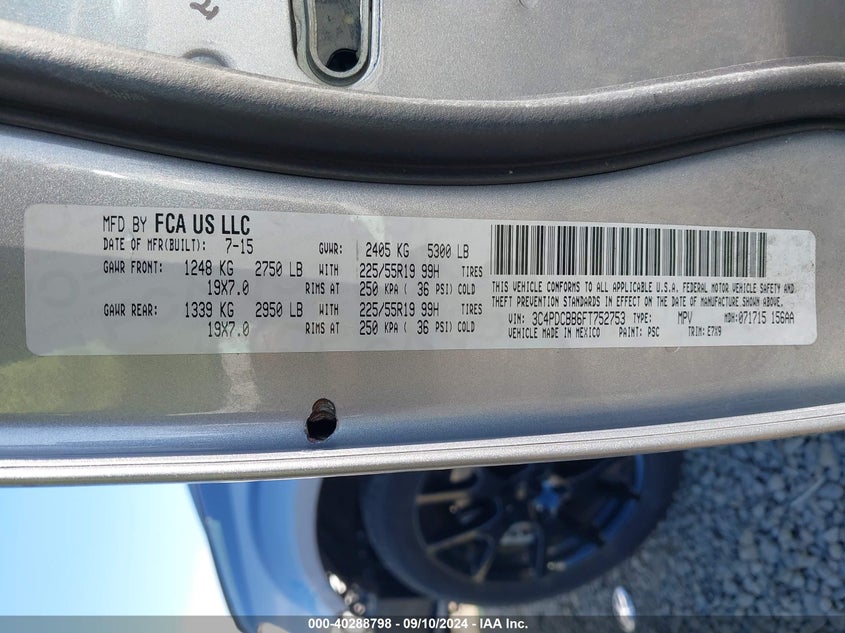 MFD BY FCA US LLC
DATE OF MFR(BUILT): 7-15 GVWR: 2405 KG 5300 LB
GAWR FRONT: 1248 KG 2750 LB WITH 225/55R19 99H TIRES
19X7.0 RIMS AT 250 KPA ( 36 PSI) COLD
GAWR REAR: 1339 KG 2950 LB WITH 225/55R19 99H TIRES
19X7.0 RIMS AT 250 KPA ( 36 PSI) COLD
THIS VEHICLE CONFORMS TO ALL APPLICABLE U.S.A. FEDERAL MOTOR VEHICLE SAFETY AND
THEFT PREVENTION STANDARDS IN EFFECT ON THE DATE OF MANUFACTURE SHOWN ABOVE.
VIN: 3C4PDCBB6FT752753 TYPE: MPV MDH:071715 156AA
VEHICLE MADE IN MEXICO PAINT: PSC TRIM: E7X9
000-40288798 - 09/10/2024 - Copyright © 2024 IAA, Inc.